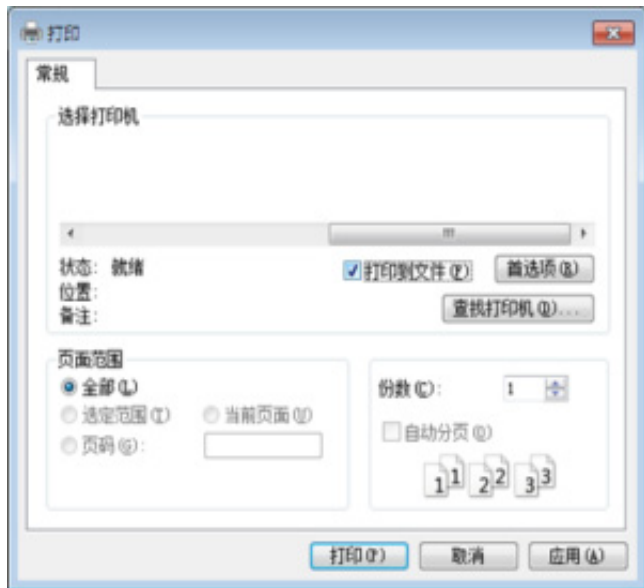 打印
常规
选择打印机
状态: 就绪
打印到文件(F) 首选项(R)
位置:
备注:
查找打印机(D)...
页面范围
全部(L)
选定范围(T) 当前页面(U)
页码(G):
份数(C): 1
自动分页(O)
11 22 33
打印(P) 取消 应用(A)